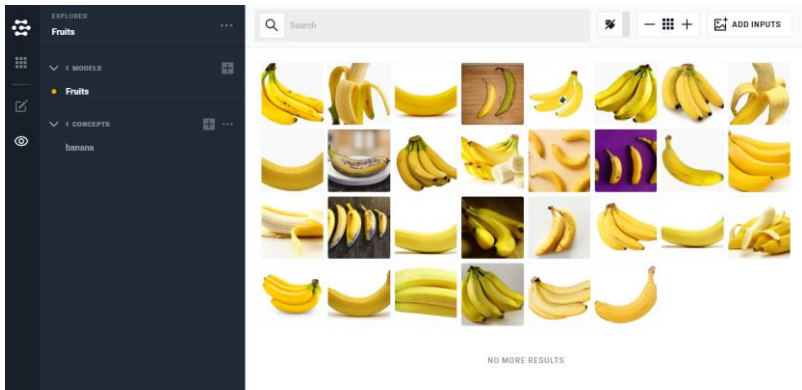 EXPLORER
Fruits
Search
ADD INPUTS
1 MODELS
Fruits
1 CONCEPTS
banana
NO MORE RESULTS